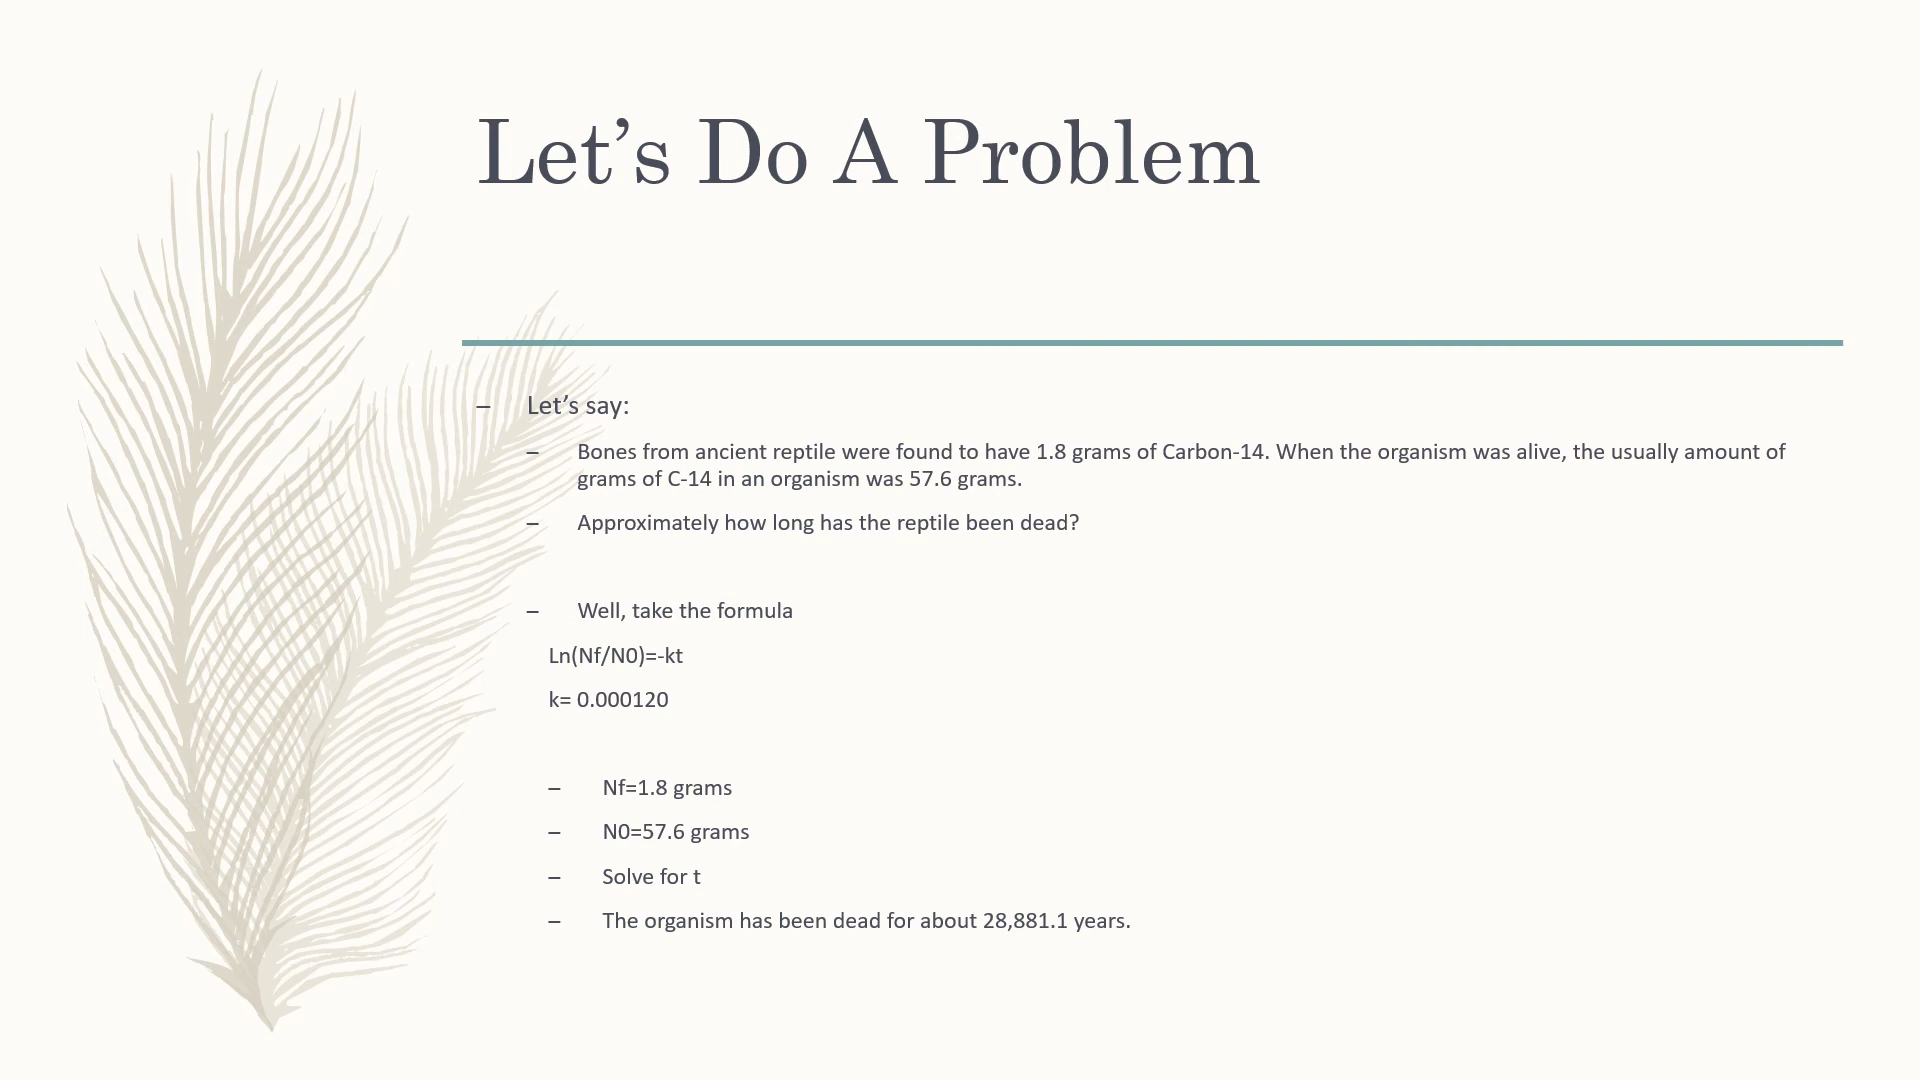 Let’s Do A Problem
– Let’s say:
– Bones from ancient reptile were found to have 1.8 grams of Carbon-14. When the organism was alive, the usually amount of
grams of C-14 in an organism was 57.6 grams.
– Approximately how long has the reptile been dead?
– Well, take the formula
Ln(Nf/N0)=-kt
k= 0.000120
– Nf=1.8 grams
– N0=57.6 grams
– Solve for t
– The organism has been dead for about 28,881.1 years.